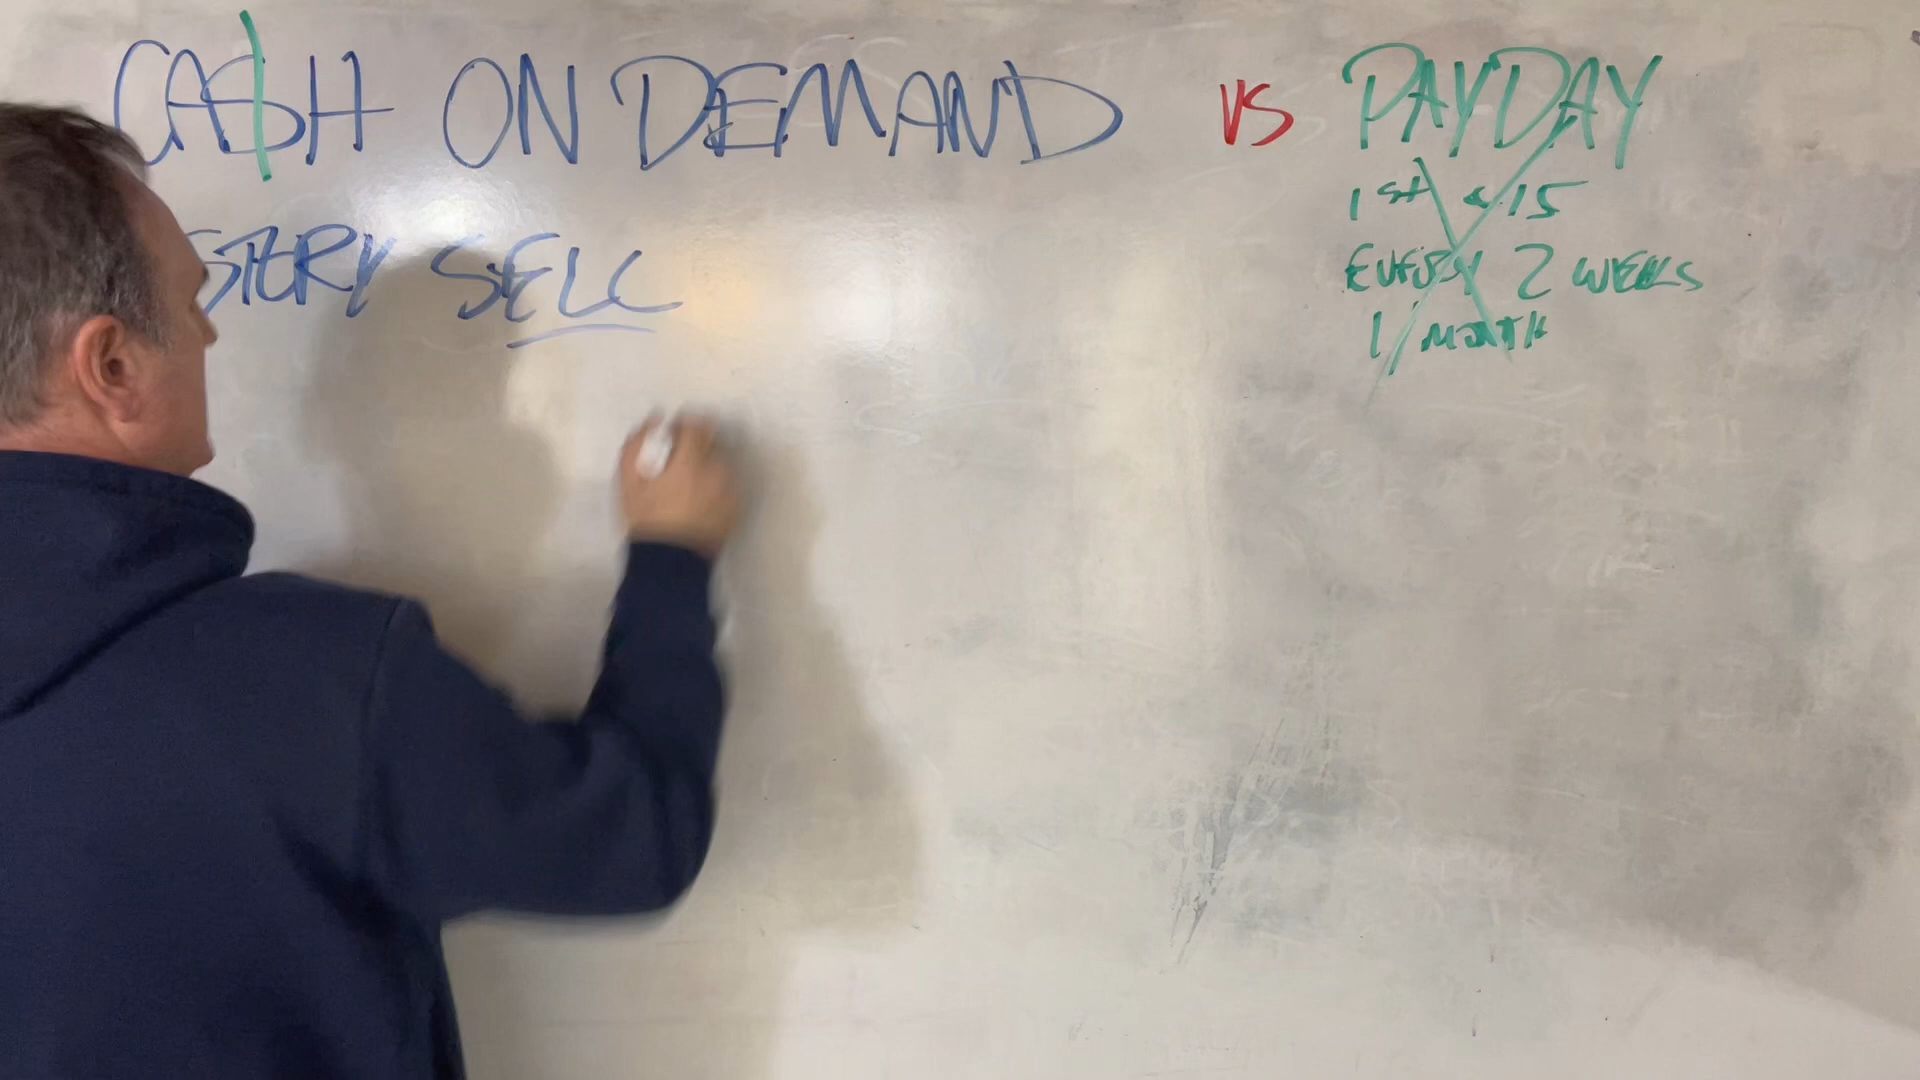 CA$H ON DEMAND VS PAYDAY
1st & 15
STORY SELL
EVERY 2 WEEKS
1 MONTH